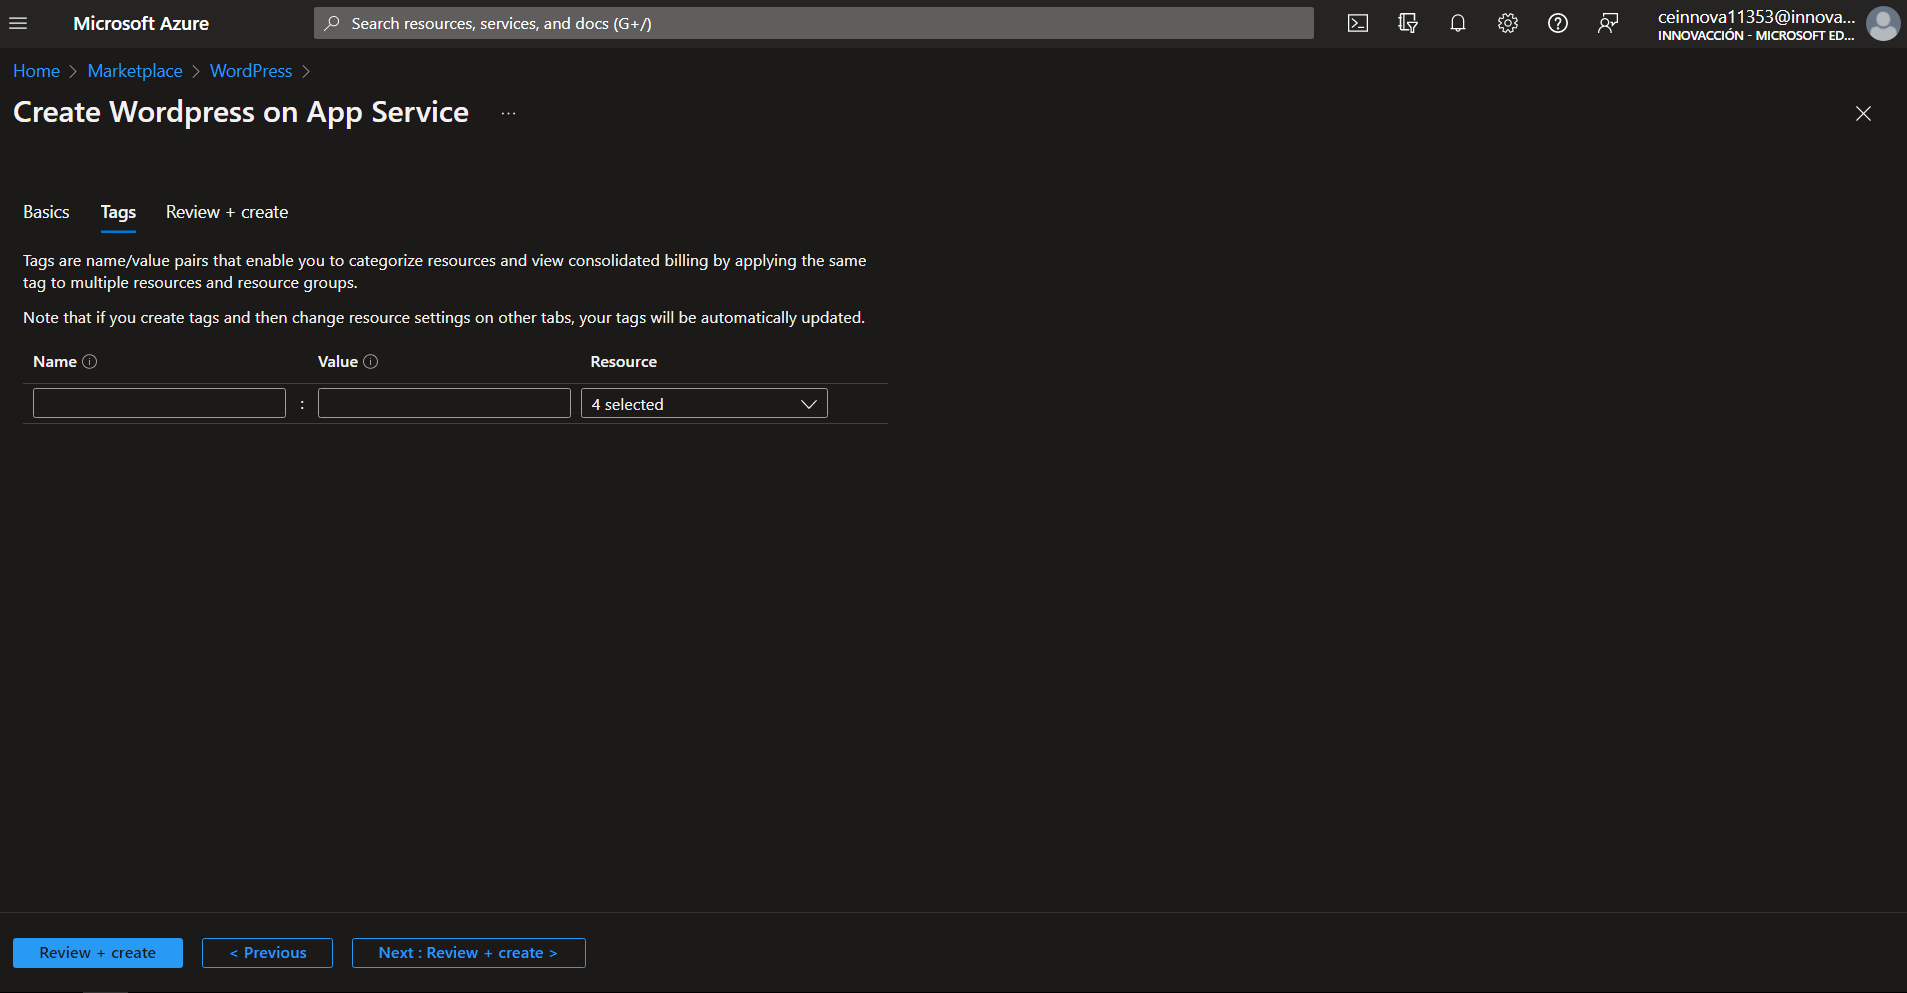 Microsoft Azure
Search resources, services, and docs (G+/)
ceinnova11353@innova...
INNOVACCIÓN - MICROSOFT ED...
Home > Marketplace > WordPress >
Create Wordpress on App Service ...
Basics Tags Review + create
Tags are name/value pairs that enable you to categorize resources and view consolidated billing by applying the same
tag to multiple resources and resource groups.
Note that if you create tags and then change resource settings on other tabs, your tags will be automatically updated.
Name Value Resource
: 4 selected
Review + create < Previous Next : Review + create >